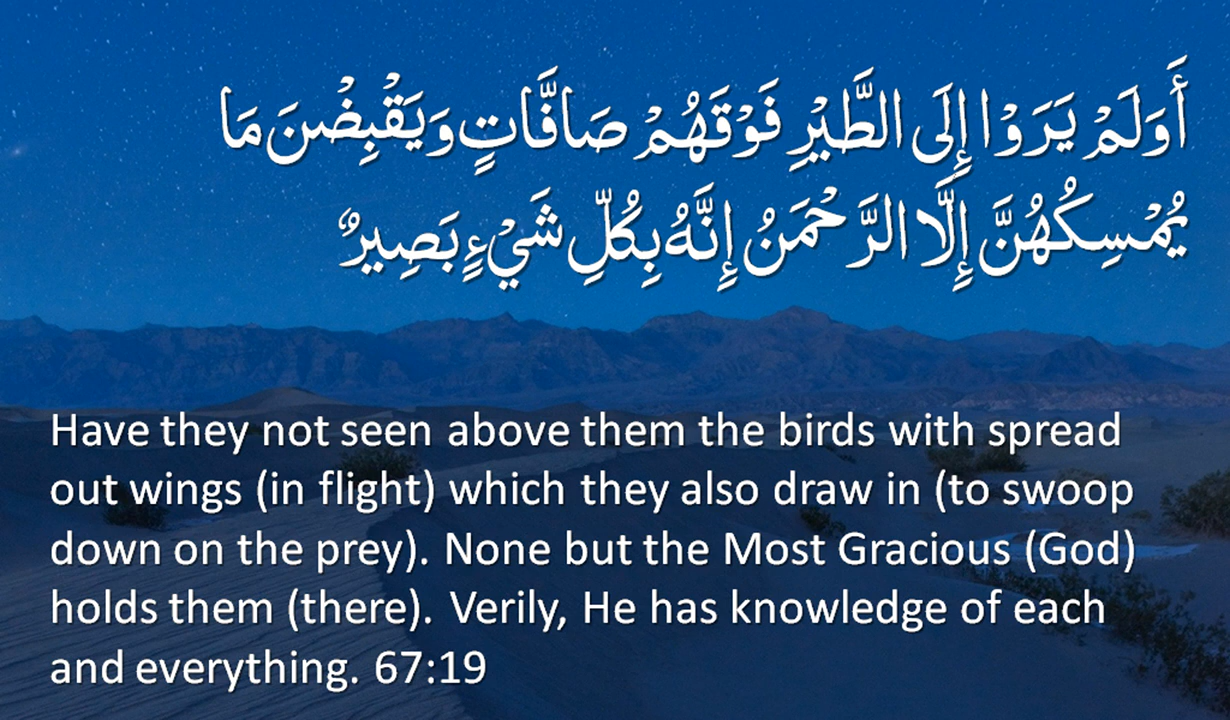 أَوَلَمْ يَرَوْا إِلَى الطَّيْرِ فَوْقَهُمْ صَافَّاتٍ وَيَقْبِضْنَ مَا
يُمْسِكُهُنَّ إِلَّا الرَّحْمَنُ إِنَّهُ بِكُلِّ شَيْءٍ بَصِيرٌ
Have they not seen above them the birds with spread
out wings (in flight) which they also draw in (to swoop
down on the prey). None but the Most Gracious (God)
holds them (there). Verily, He has knowledge of each
and everything. 67:19